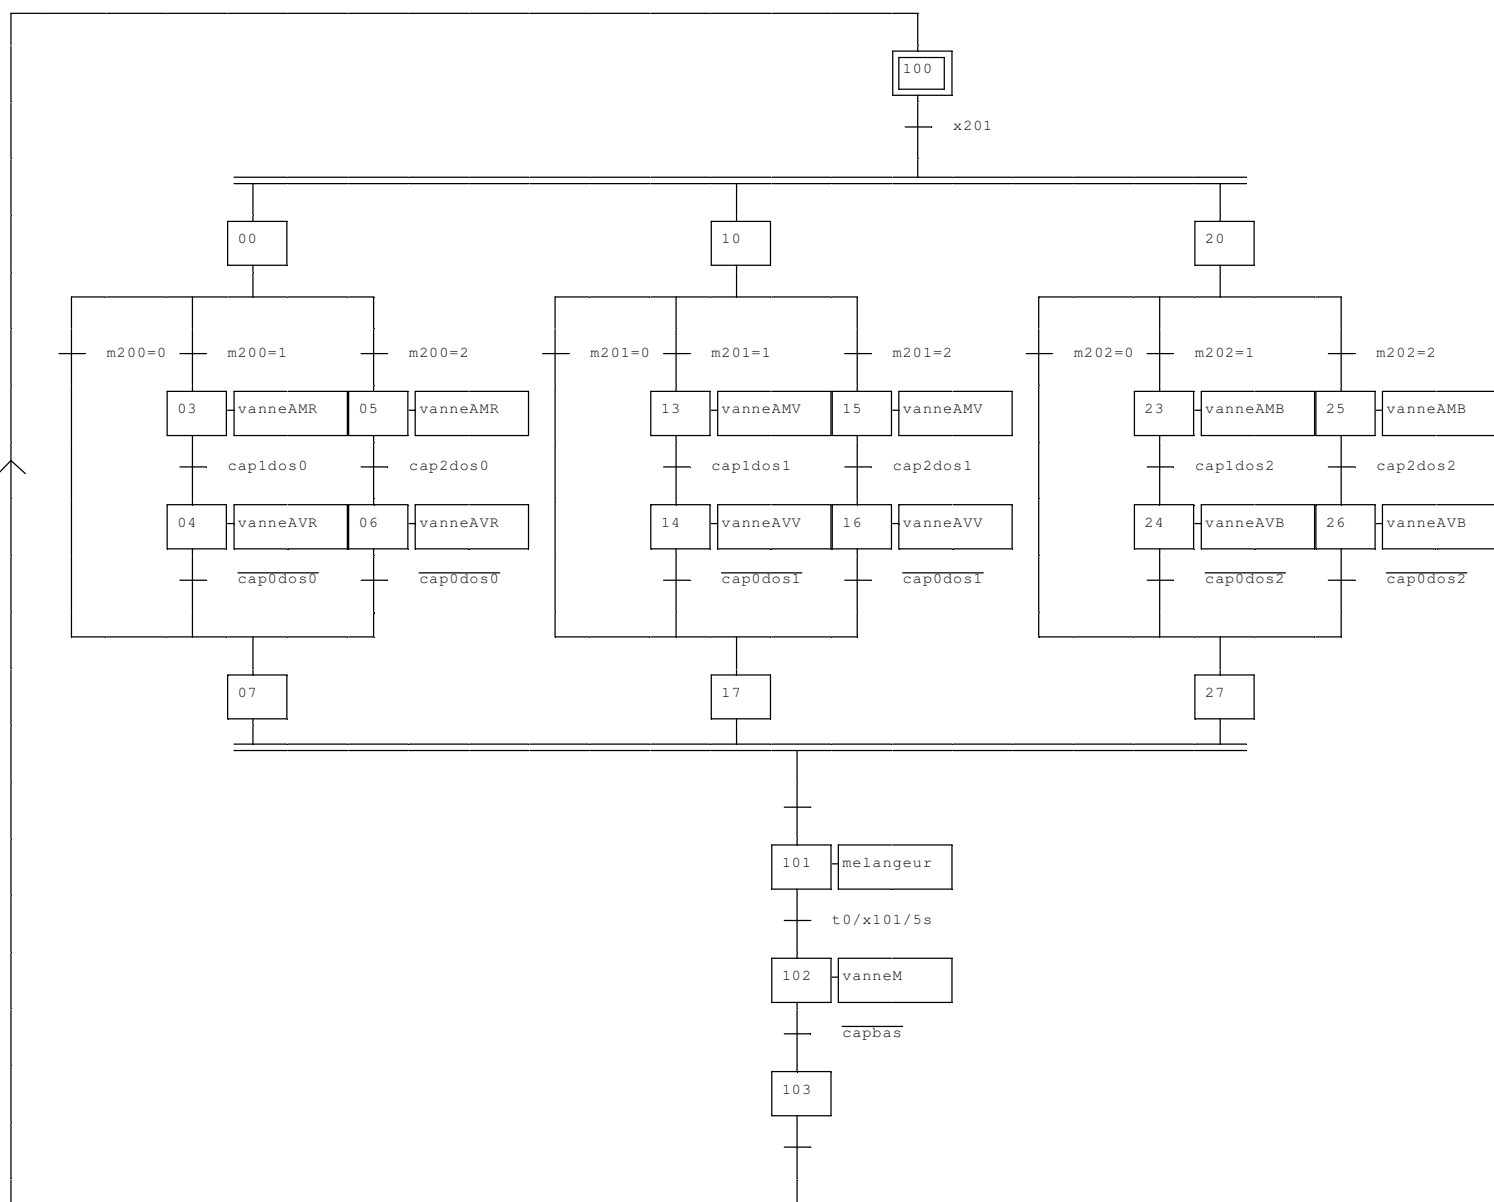 100
x201
00 10 20
m200=0 m200=1 m200=2 m201=0 m201=1 m201=2 m202=0 m202=1 m202=2
03 vanneAMR 05 vanneAMR 13 vanneAMV 15 vanneAMV 23 vanneAMB 25 vanneAMB
cap1dos0 cap2dos0 cap1dos1 cap2dos1 cap1dos2 cap2dos2
04 vanneAVR 06 vanneAVR 14 vanneAVV 16 vanneAVV 24 vanneAVB 26 vanneAVB
cap0dos0 cap0dos0 cap0dos1 cap0dos1 cap0dos2 cap0dos2
07 17 27
101 melangeur
t0/x101/5s
102 vanneM
capbas
103